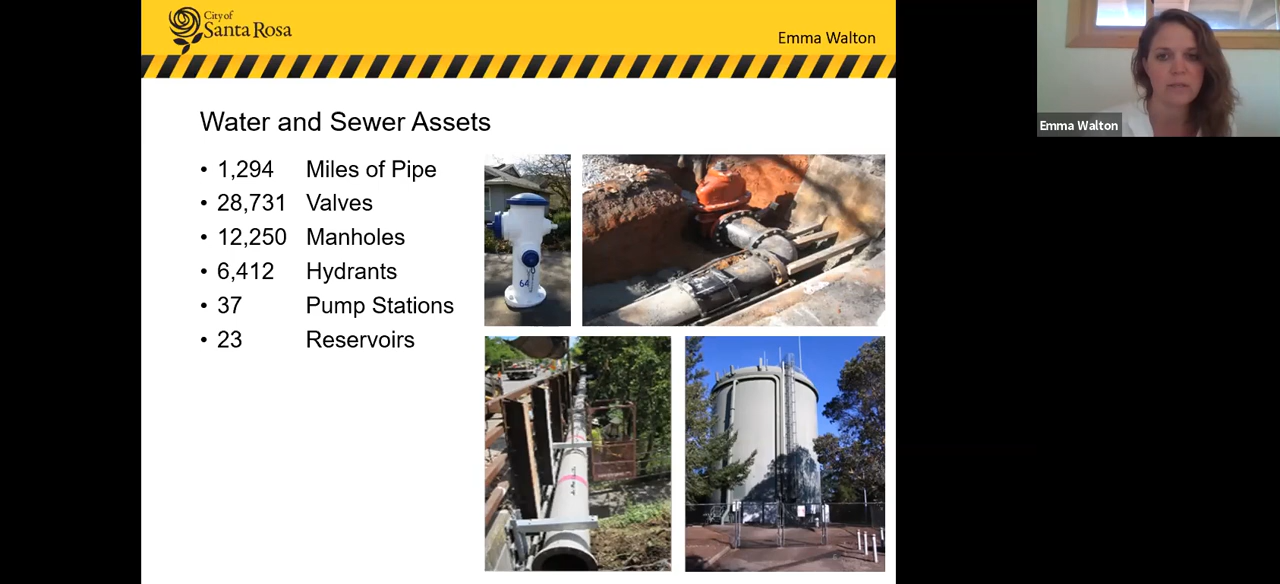 City of
Santa Rosa
Emma Walton
Emma Walton
Water and Sewer Assets
• 1,294 Miles of Pipe
• 28,731 Valves
• 12,250 Manholes
• 6,412 Hydrants
• 37 Pump Stations
• 23 Reservoirs
64